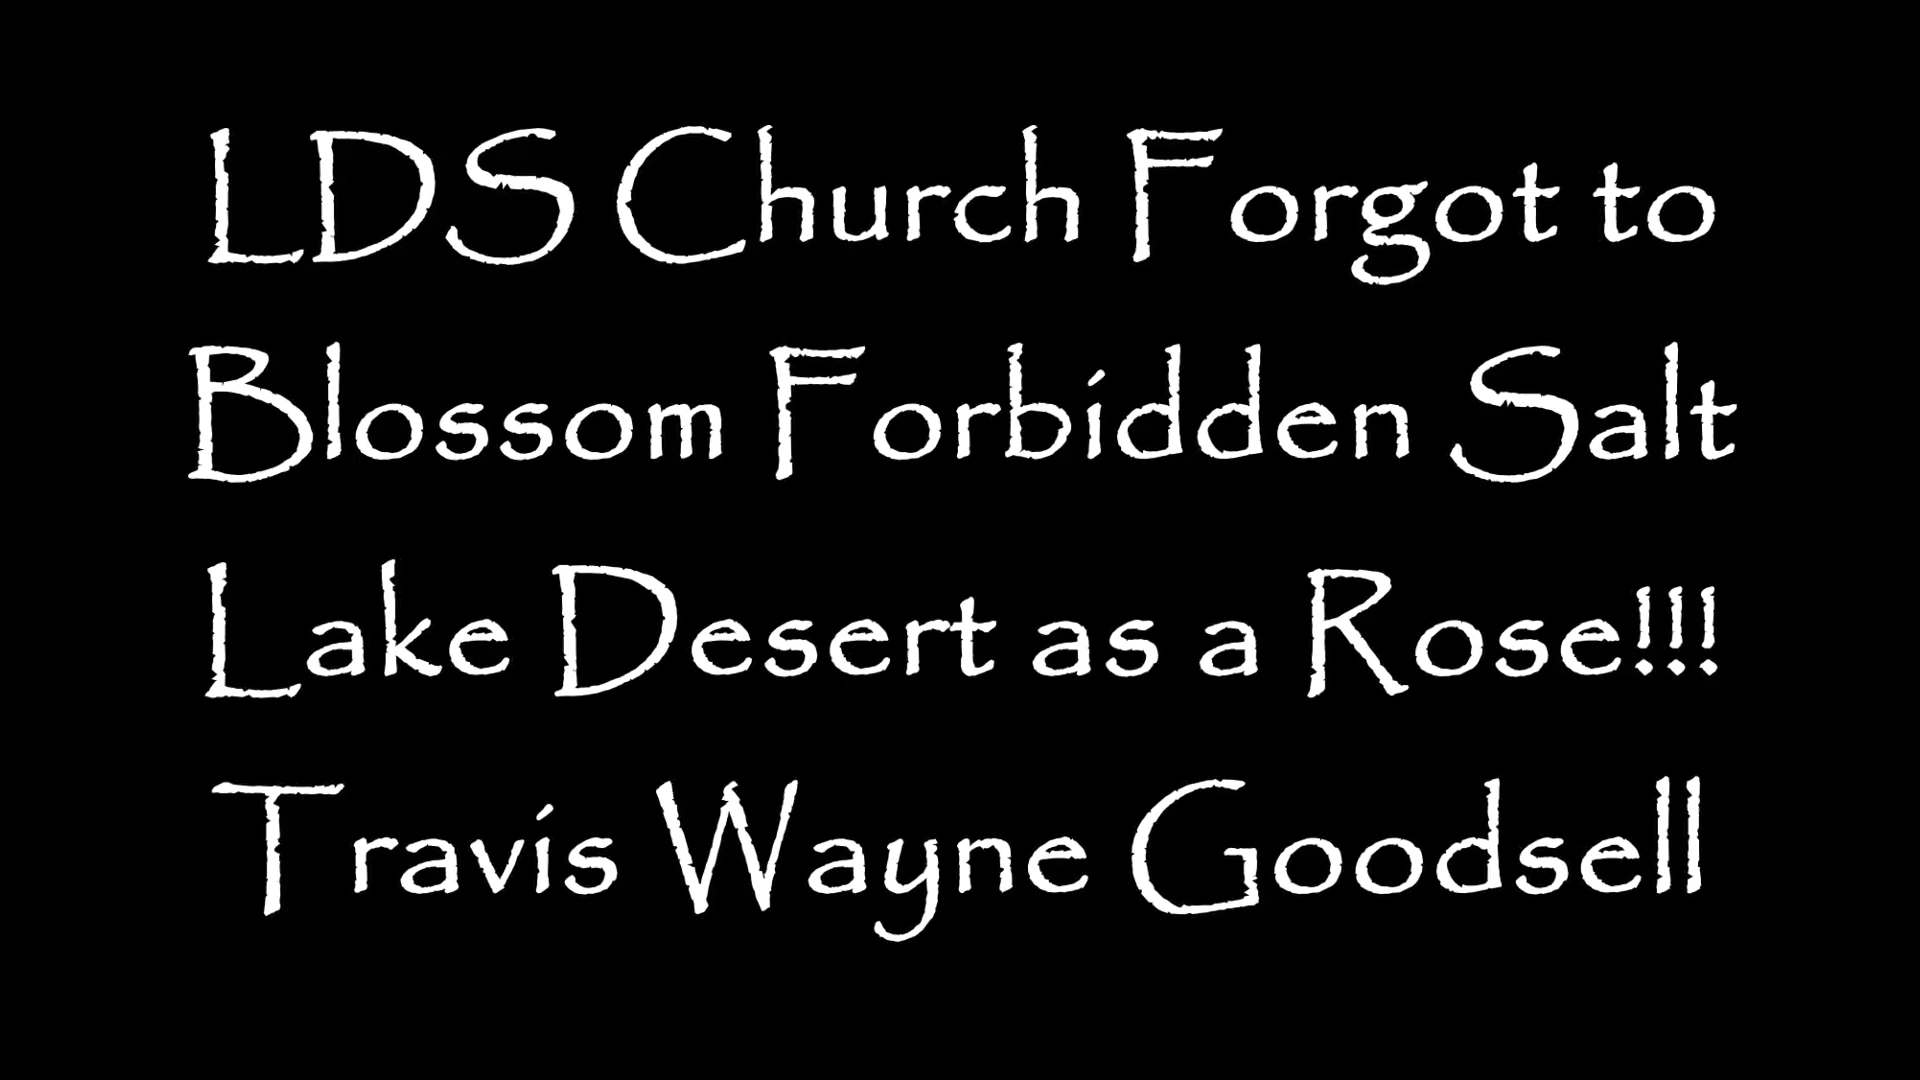 LDS Church Forgot to
Blossom Forbidden Salt
Lake Desert as a Rose!!!
Travis Wayne Goodsell